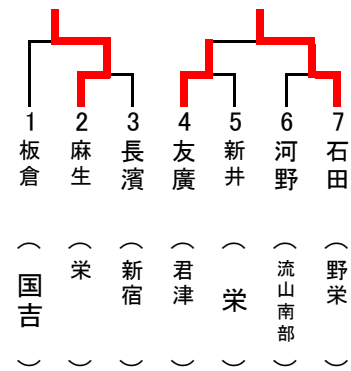 1 2 3 4 5 6 7
板倉 麻生 長濱 友廣 新井 河野 石田
（国吉） （栄） （新宿） （君津） （栄） （流山南部） （野栄）